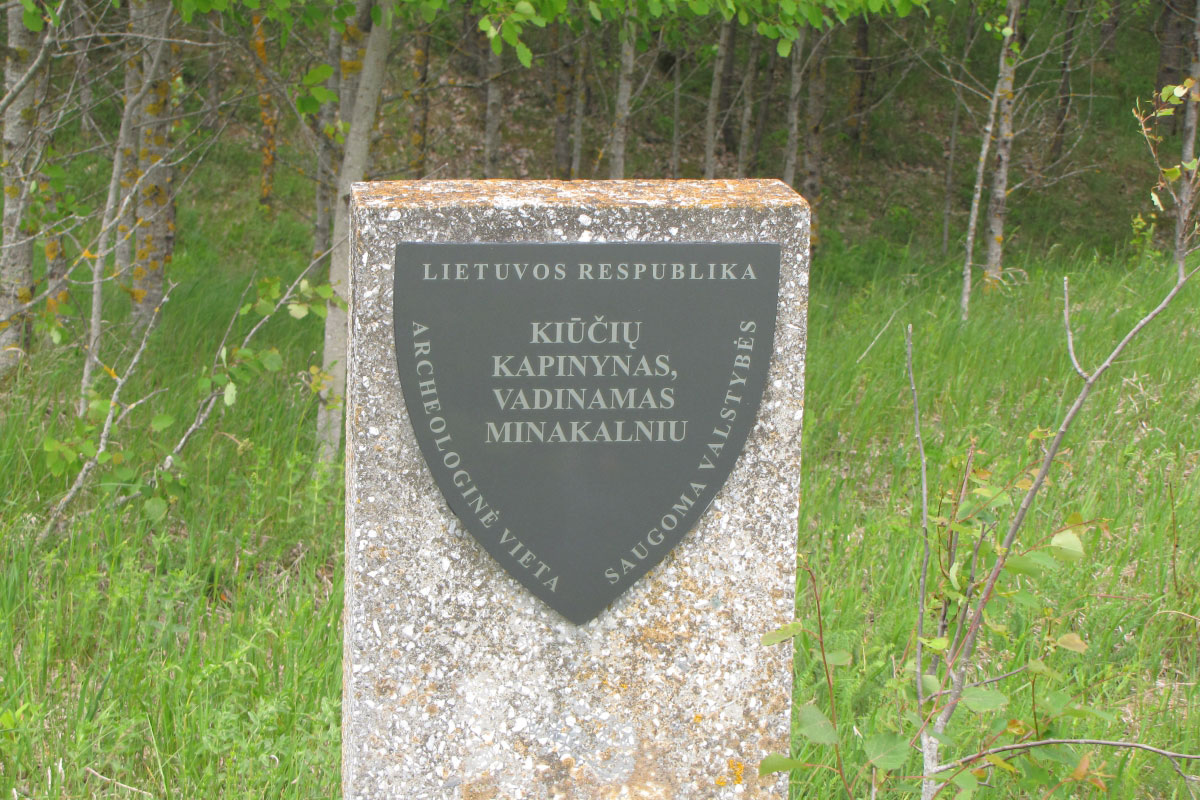 LIETUVOS RESPUBLIKA
KIŪČIŲ
KAPINYNAS,
VADINAMAS
MINAKALNIU
ARCHEOLOGINĖ VIETA
SAUGOMA VALSTYBĖS